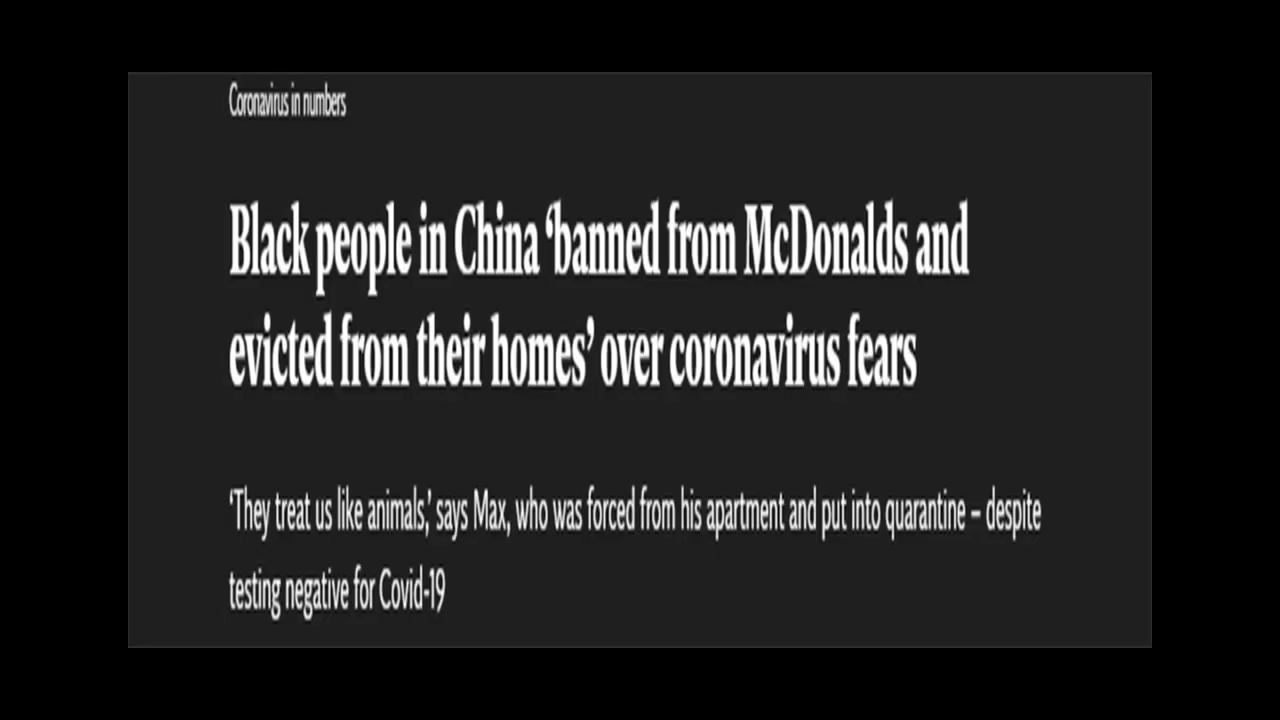 Coronavirus in numbers
Black people in China ‘banned from McDonalds and
evicted from their homes’ over coronavirus fears
‘They treat us like animals,’ says Max, who was forced from his apartment and put into quarantine – despite
testing negative for Covid-19